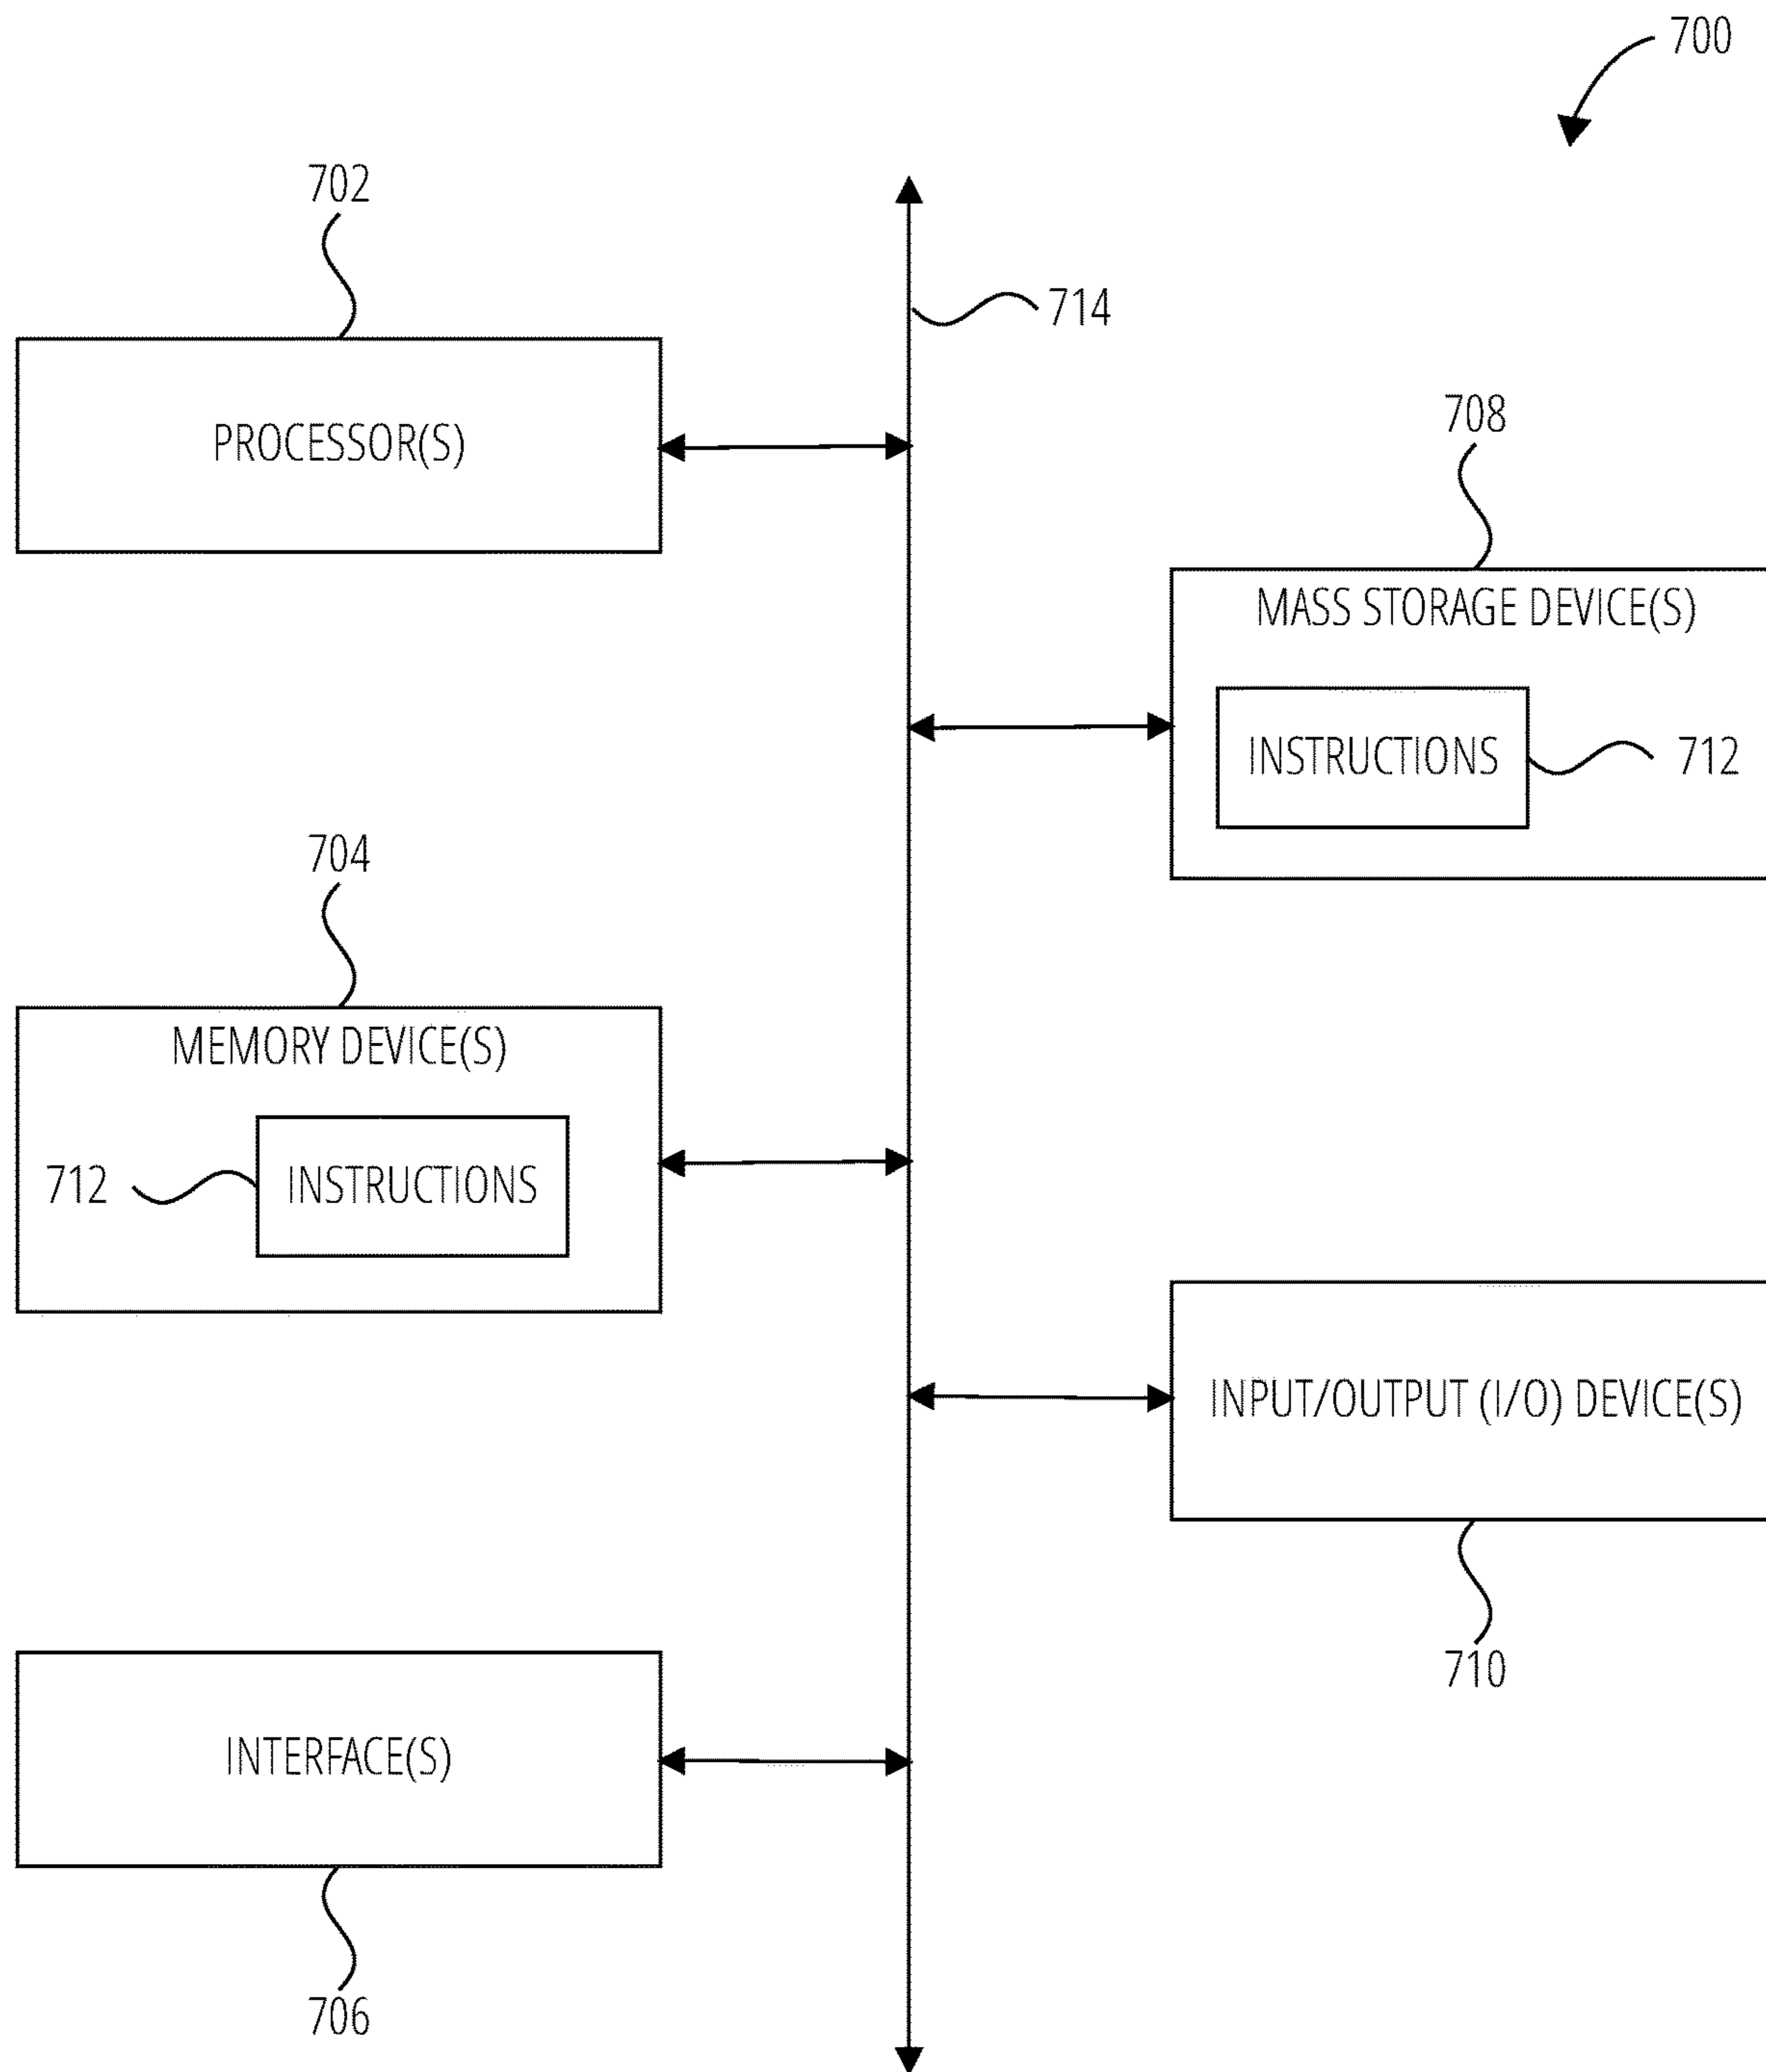 700
702
714
PROCESSOR(S)
708
MASS STORAGE DEVICE(S)
INSTRUCTIONS 712
704
MEMORY DEVICE(S)
712 INSTRUCTIONS
INPUT/OUTPUT (I/O) DEVICE(S)
710
INTERFACE(S)
706